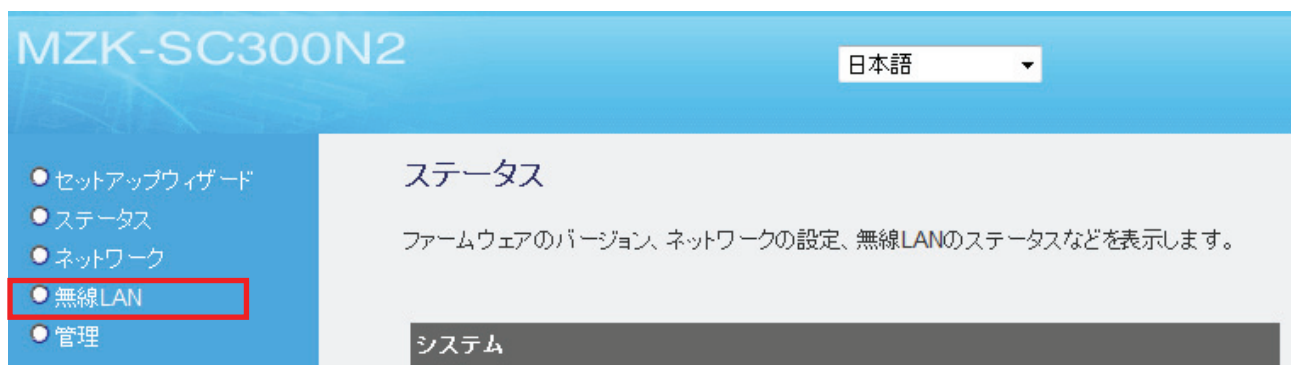 MZK-SC300N2
日本語
セットアップウィザード
ステータス
ネットワーク
無線LAN
管理
ステータス
ファームウェアのバージョン、ネットワークの設定、無線LANのステータスなどを表示します。
システム